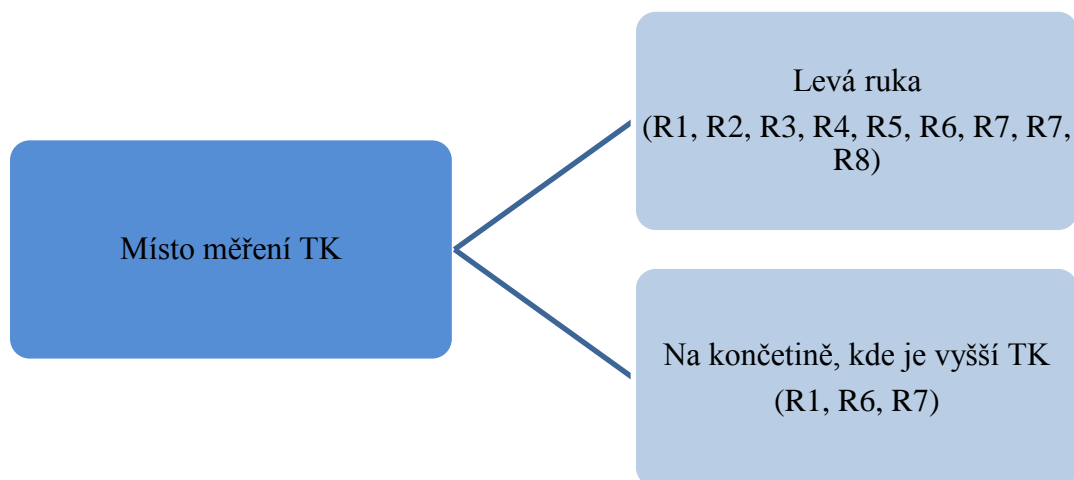 Místo měření TK
Levá ruka
(R1, R2, R3, R4, R5, R6, R7, R7,
R8)
Na končetině, kde je vyšší TK
(R1, R6, R7)